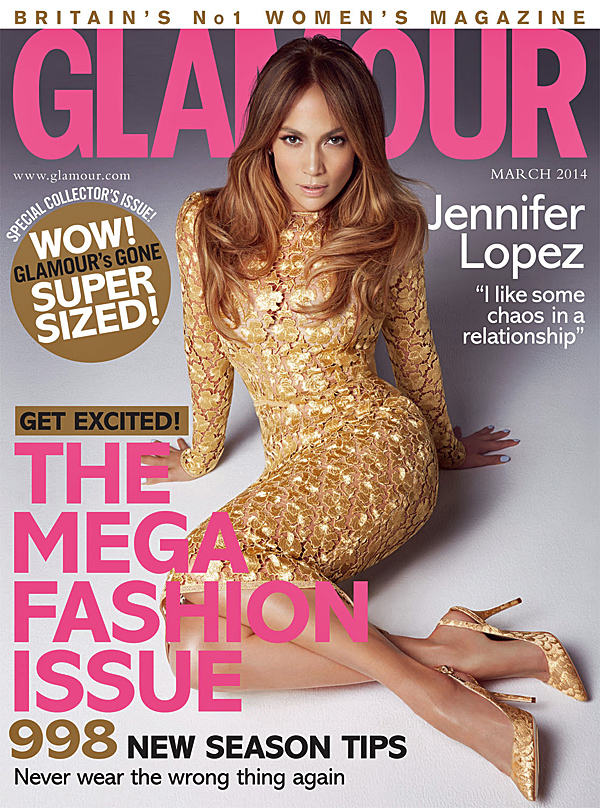 BRITAIN'S No1 WOMEN'S MAGAZINE
GLAMOUR
www.glamour.com
MARCH 2014
SPECIAL COLLECTOR'S ISSUE!
WOW!
GLAMOUR's GONE
SUPER
SIZED!
Jennifer
Lopez
“I like some
chaos in a
relationship”
GET EXCITED!
THE
MEGA
FASHION
ISSUE
998 NEW SEASON TIPS
Never wear the wrong thing again